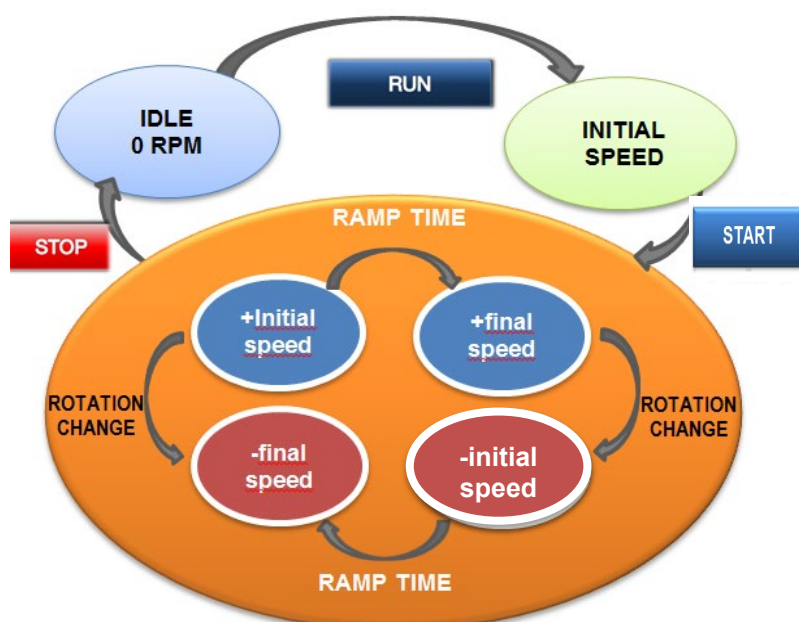 RUN
IDLE
0 RPM
INITIAL
SPEED
RAMP TIME
STOP
START
+Initial
speed
+final
speed
ROTATION
CHANGE
ROTATION
CHANGE
-final
speed
-initial
speed
RAMP TIME